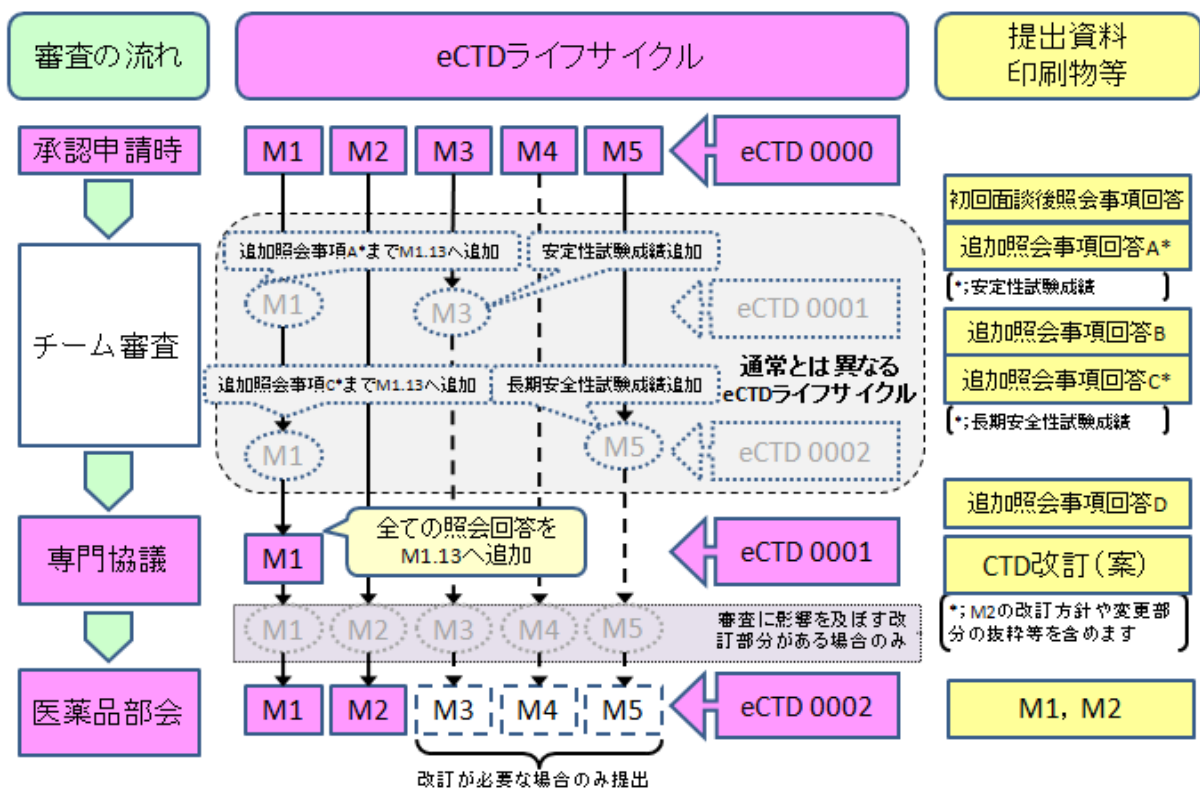 審査の流れ
eCTDライフサイクル
提出資料
印刷物等
承認申請時
M1
M2
M3
M4
M5
eCTD 0000
初回面談後照会事項回答
追加照会事項A*までM1.13へ追加
安定性試験成績追加
追加照会事項回答A*
*;安定性試験成績
M1
M3
eCTD 0001
チーム審査
追加照会事項回答B
通常とは異なる
eCTDライフサイクル
追加照会事項C*までM1.13へ追加
長期安全性試験成績追加
追加照会事項回答C*
*;長期安全性試験成績
M1
M5
eCTD 0002
追加照会事項回答D
全ての照会回答を
M1.13へ追加
専門協議
M1
eCTD 0001
CTD改訂(案)
*;M2の改訂方針や変更部
分の抜粋等を含めます
M1
M2
M3
M4
M5
審査に影響を及ぼす改
訂部分がある場合のみ
医薬品部会
M1
M2
M3
M4
M5
eCTD 0002
M1, M2
改訂が必要な場合のみ提出